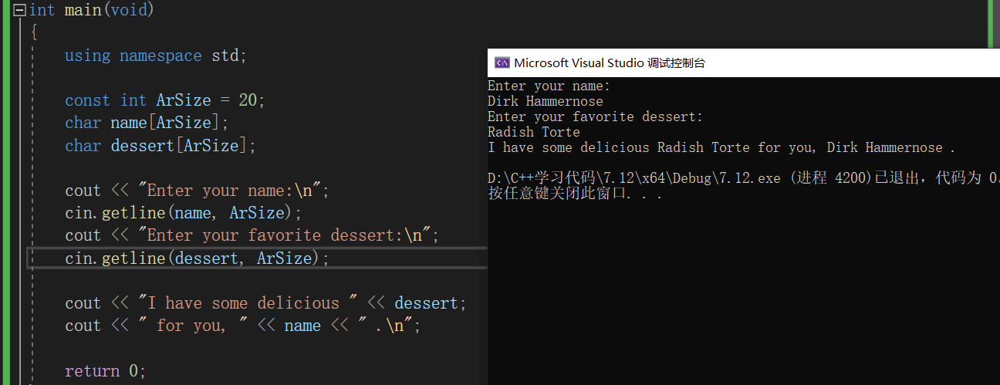 int main(void)
{
using namespace std;
const int ArSize = 20;
char name[ArSize];
char dessert[ArSize];
cout << "Enter your name:\n";
cin.getline(name, ArSize);
cout << "Enter your favorite dessert:\n";
cin.getline(dessert, ArSize);
cout << "I have some delicious " << dessert;
cout << " for you, " << name << " .\n";
return 0;
Microsoft Visual Studio 调试控制台
Enter your name:
Dirk Hammernose
Enter your favorite dessert:
Radish Torte
I have some delicious Radish Torte for you, Dirk Hammernose .
D:\C++学习代码\7.12\x64\Debug\7.12.exe (进程 4200)已退出，代码为 0.
按任意键关闭此窗口. . .